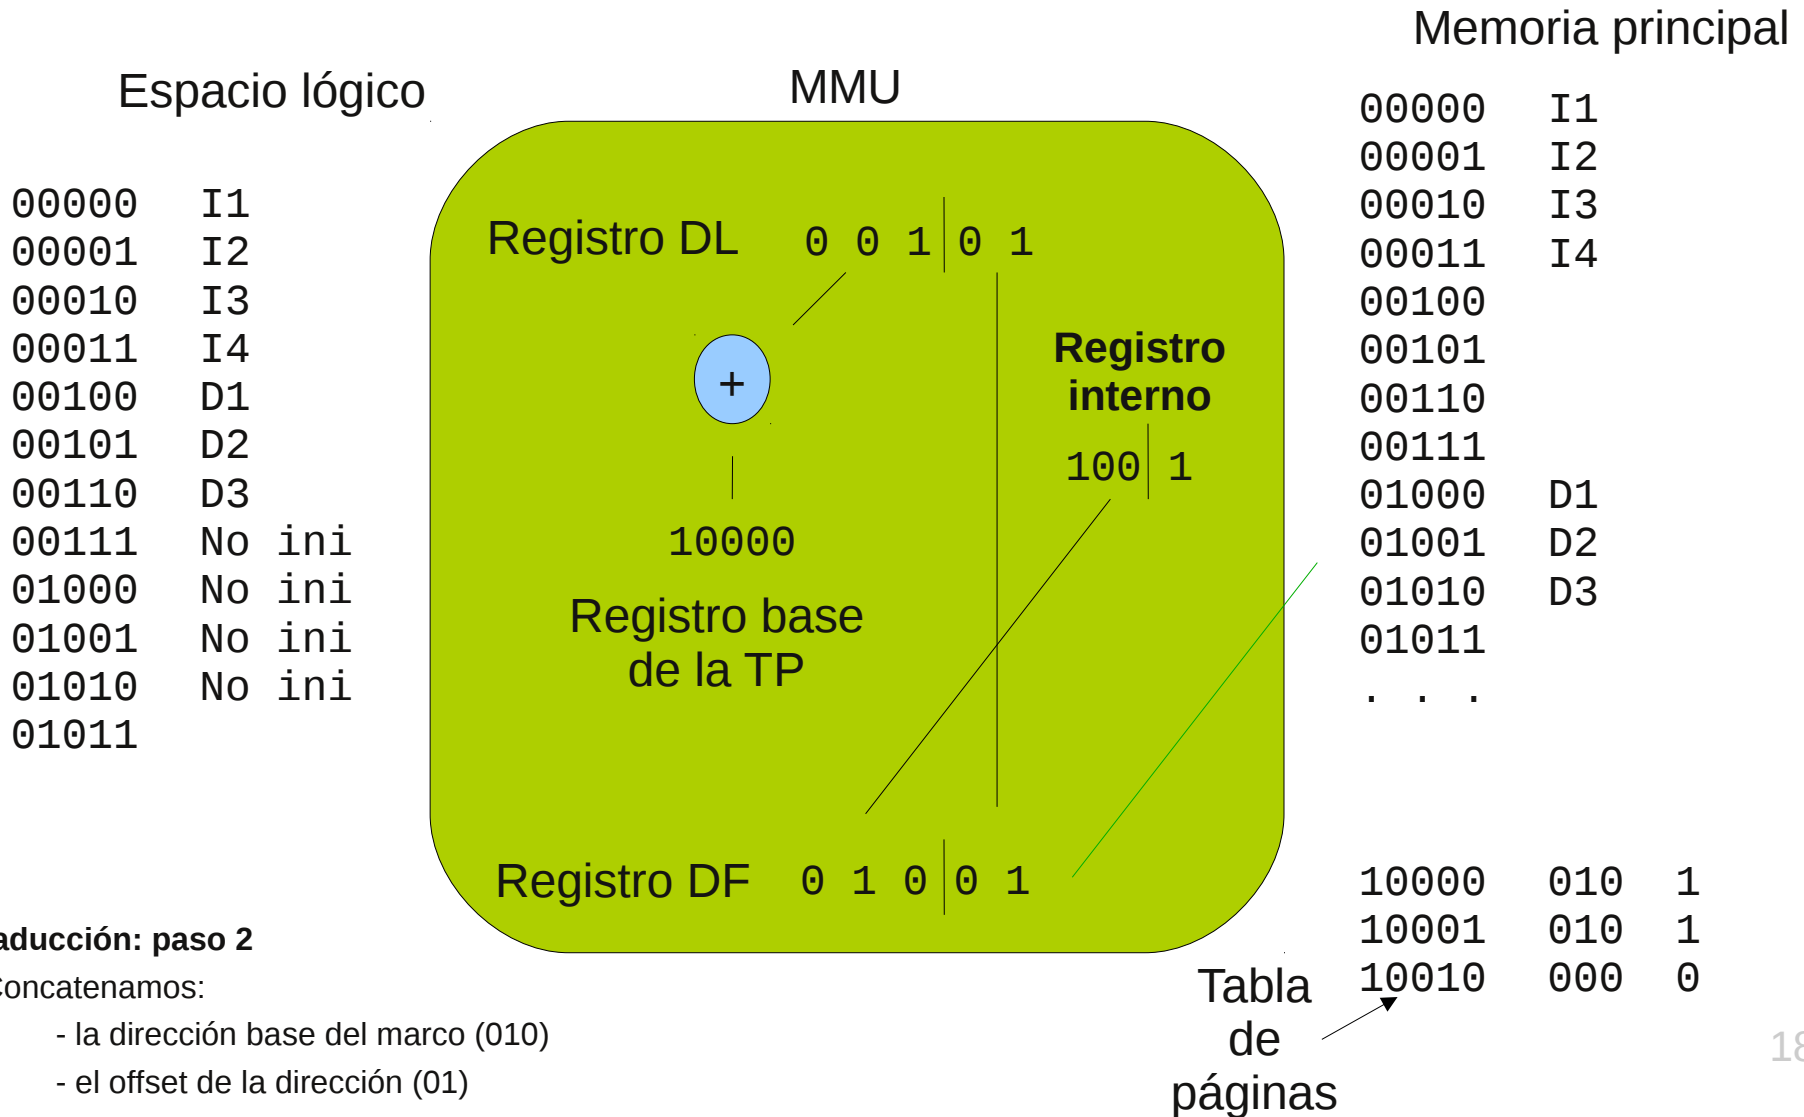 Memoria principal
Espacio lógico
MMU
00000 I1
00001 I2
00010 I3
00011 I4
00100 D1
00101 D2
00110 D3
00111 No ini
01000 No ini
01001 No ini
01010 No ini
01011
Registro DL 0 0 1 0 1
+
10000
Registro base
de la TP
Registro
interno
100 1
Registro DF 0 1 0 0 1
00000 I1
00001 I2
00010 I3
00011 I4
00100
00101
00110
00111
01000 D1
01001 D2
01010 D3
01011
. . .
10000 010 1
10001 010 1
10010 000 0
Tabla
de
páginas
aducción: paso 2
Concatenamos:
- la dirección base del marco (010)
- el offset de la dirección (01)
18